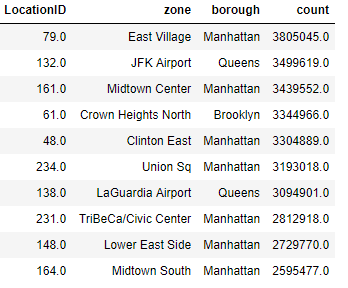 LocationID zone borough count
79.0 East Village Manhattan 3805045.0
132.0 JFK Airport Queens 3499619.0
161.0 Midtown Center Manhattan 3439552.0
61.0 Crown Heights North Brooklyn 3344966.0
48.0 Clinton East Manhattan 3304889.0
234.0 Union Sq Manhattan 3193018.0
138.0 LaGuardia Airport Queens 3094901.0
231.0 TriBeCa/Civic Center Manhattan 2812918.0
148.0 Lower East Side Manhattan 2729770.0
164.0 Midtown South Manhattan 2595477.0